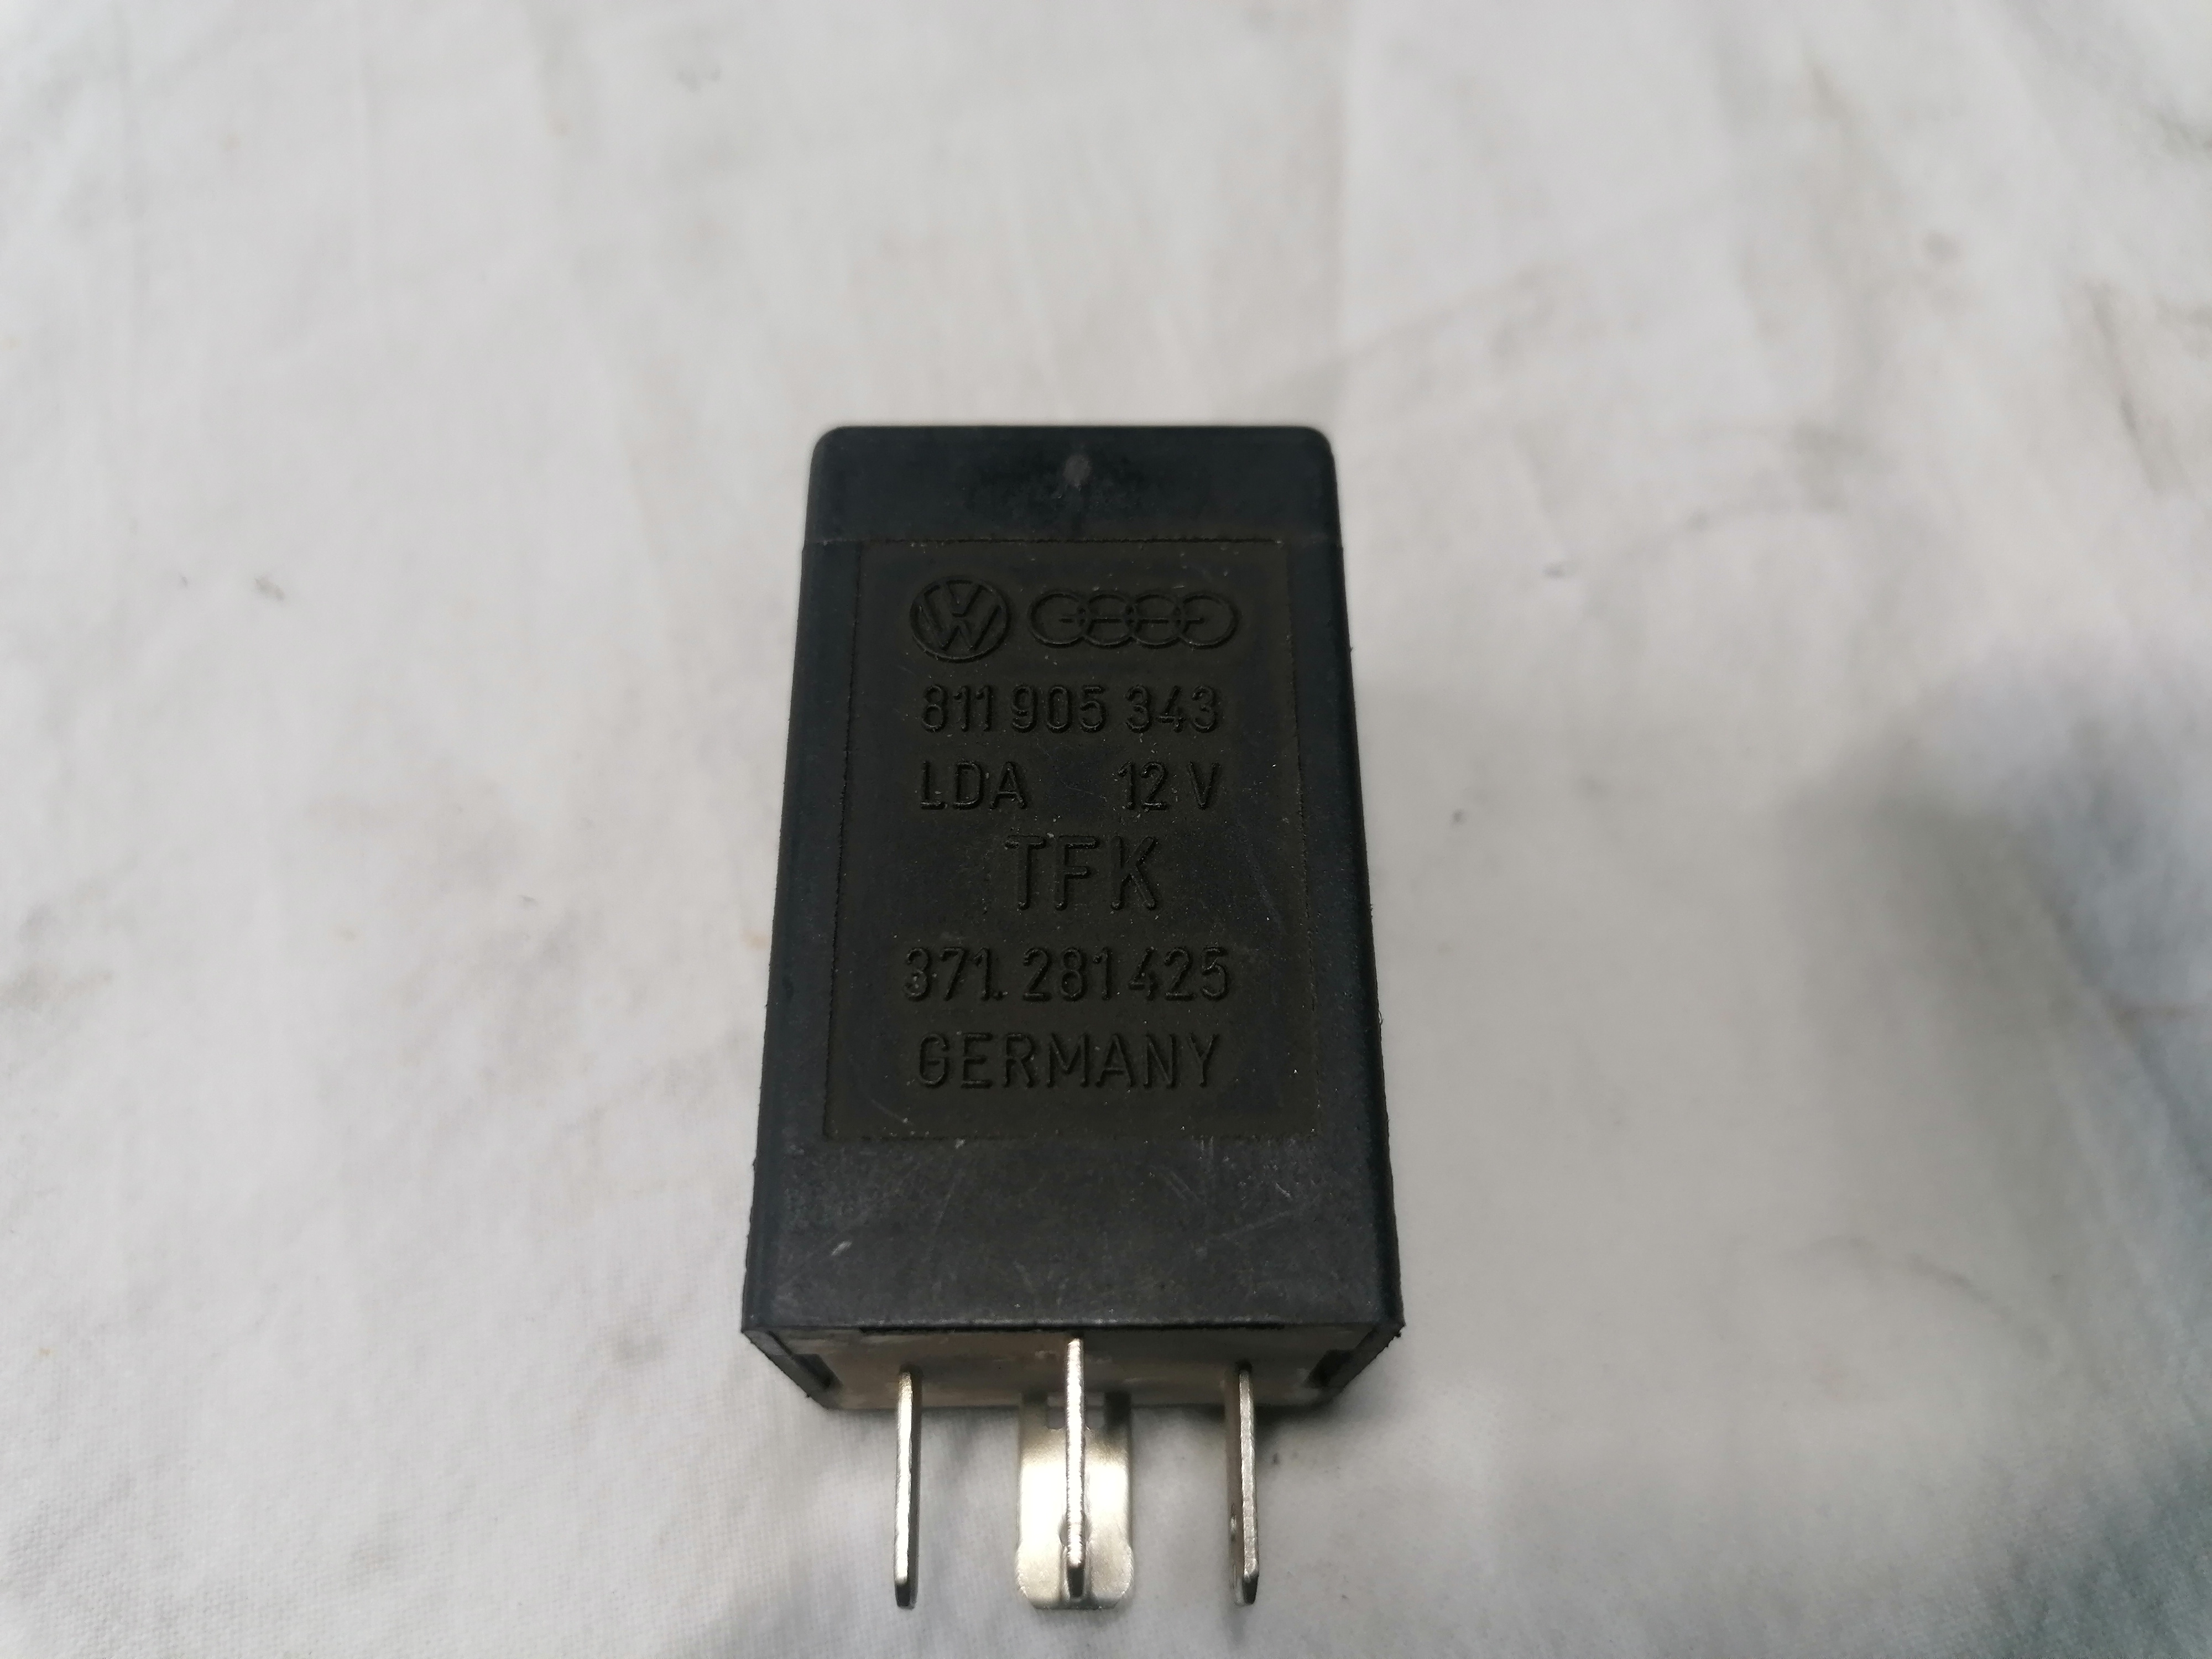 811 905 343
LDA 12 V
TFK
371.281.425
GERMANY